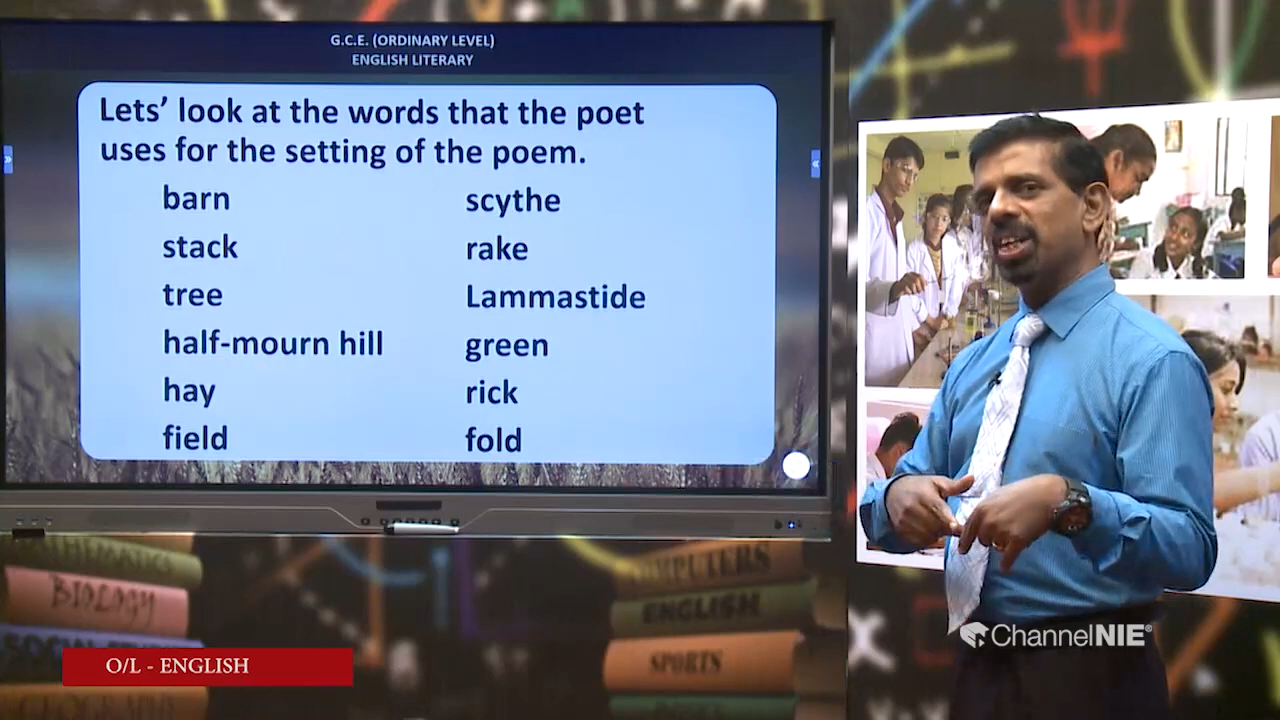 G.C.E. (ORDINARY LEVEL)
ENGLISH LITERARY
Lets’ look at the words that the poet
uses for the setting of the poem.
barn scythe
stack rake
tree Lammastide
half-mourn hill green
hay rick
field fold
MATHEMATICS
BIOLOGY
COMPUTERS
ENGLISH
SPORTS
GEOGRAPHY
O/L - ENGLISH
ChannelNIE®